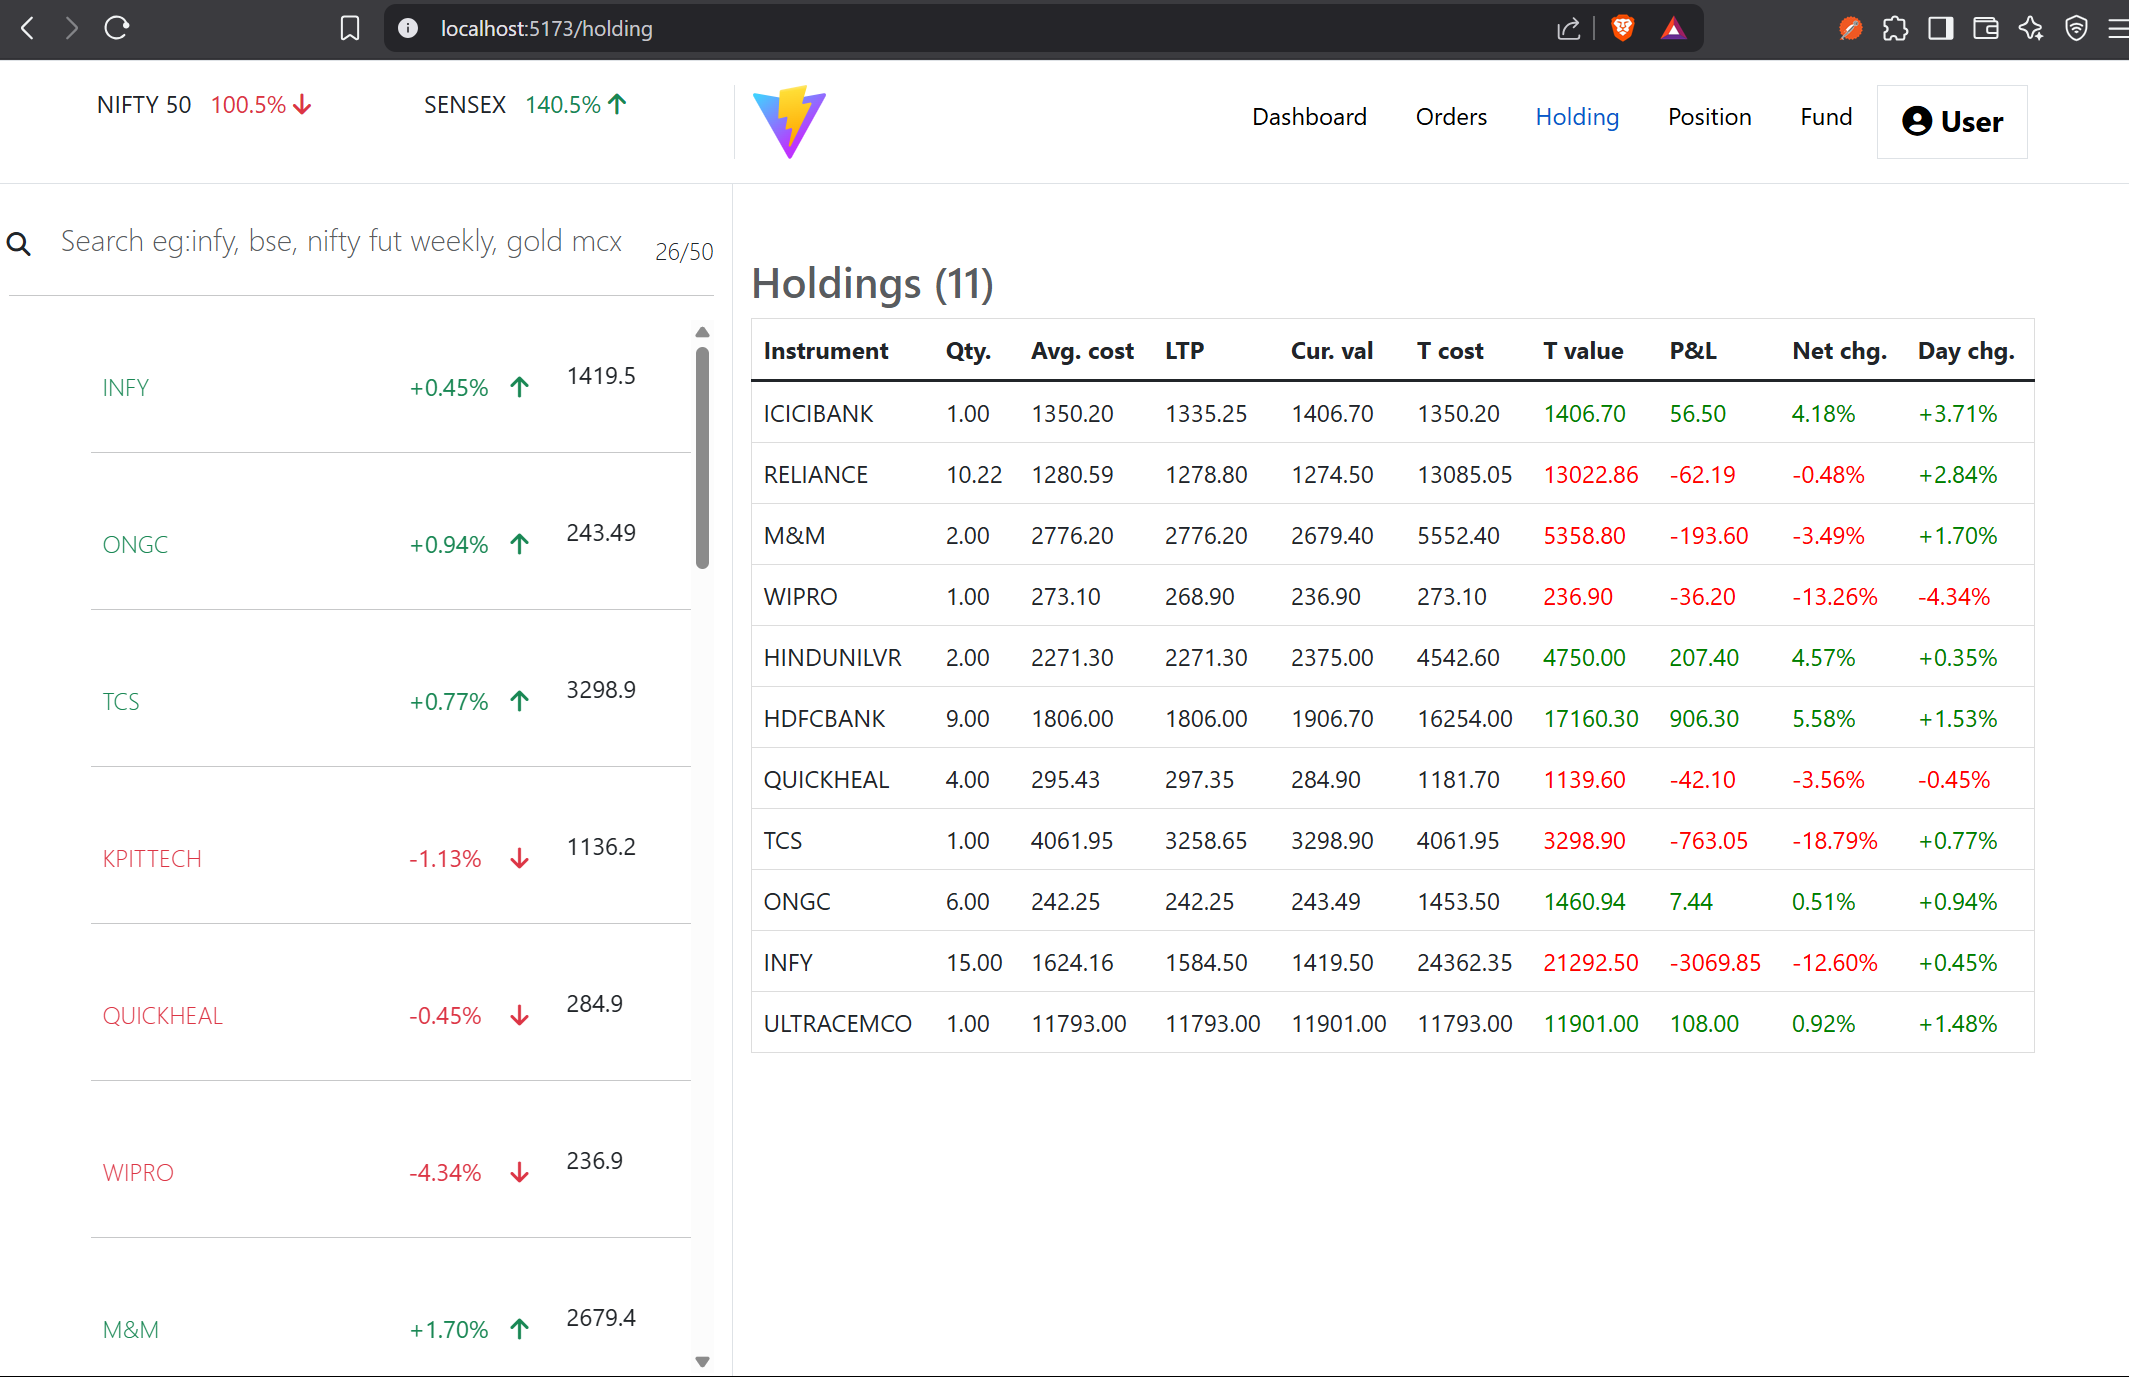 localhost:5173/holding
NIFTY 50 100.5% SENSEX 140.5%
Dashboard Orders Holding Position Fund User
Search eg:infy, bse, nifty fut weekly, gold mcx 26/50
INFY +0.45% 1419.5
ONGC +0.94% 243.49
TCS +0.77% 3298.9
KPITTECH -1.13% 1136.2
QUICKHEAL -0.45% 284.9
WIPRO -4.34% 236.9
M&M +1.70% 2679.4
Holdings (11)
Instrument Qty. Avg. cost LTP Cur. val T cost T value P&L Net chg. Day chg.
ICICIBANK 1.00 1350.20 1335.25 1406.70 1350.20 1406.70 56.50 4.18% +3.71%
RELIANCE 10.22 1280.59 1278.80 1274.50 13085.05 13022.86 -62.19 -0.48% +2.84%
M&M 2.00 2776.20 2776.20 2679.40 5552.40 5358.80 -193.60 -3.49% +1.70%
WIPRO 1.00 273.10 268.90 236.90 273.10 236.90 -36.20 -13.26% -4.34%
HINDUNILVR 2.00 2271.30 2271.30 2375.00 4542.60 4750.00 207.40 4.57% +0.35%
HDFCBANK 9.00 1806.00 1806.00 1906.70 16254.00 17160.30 906.30 5.58% +1.53%
QUICKHEAL 4.00 295.43 297.35 284.90 1181.70 1139.60 -42.10 -3.56% -0.45%
TCS 1.00 4061.95 3258.65 3298.90 4061.95 3298.90 -763.05 -18.79% +0.77%
ONGC 6.00 242.25 242.25 243.49 1453.50 1460.94 7.44 0.51% +0.94%
INFY 15.00 1624.16 1584.50 1419.50 24362.35 21292.50 -3069.85 -12.60% +0.45%
ULTRACEMCO 1.00 11793.00 11793.00 11901.00 11793.00 11901.00 108.00 0.92% +1.48%